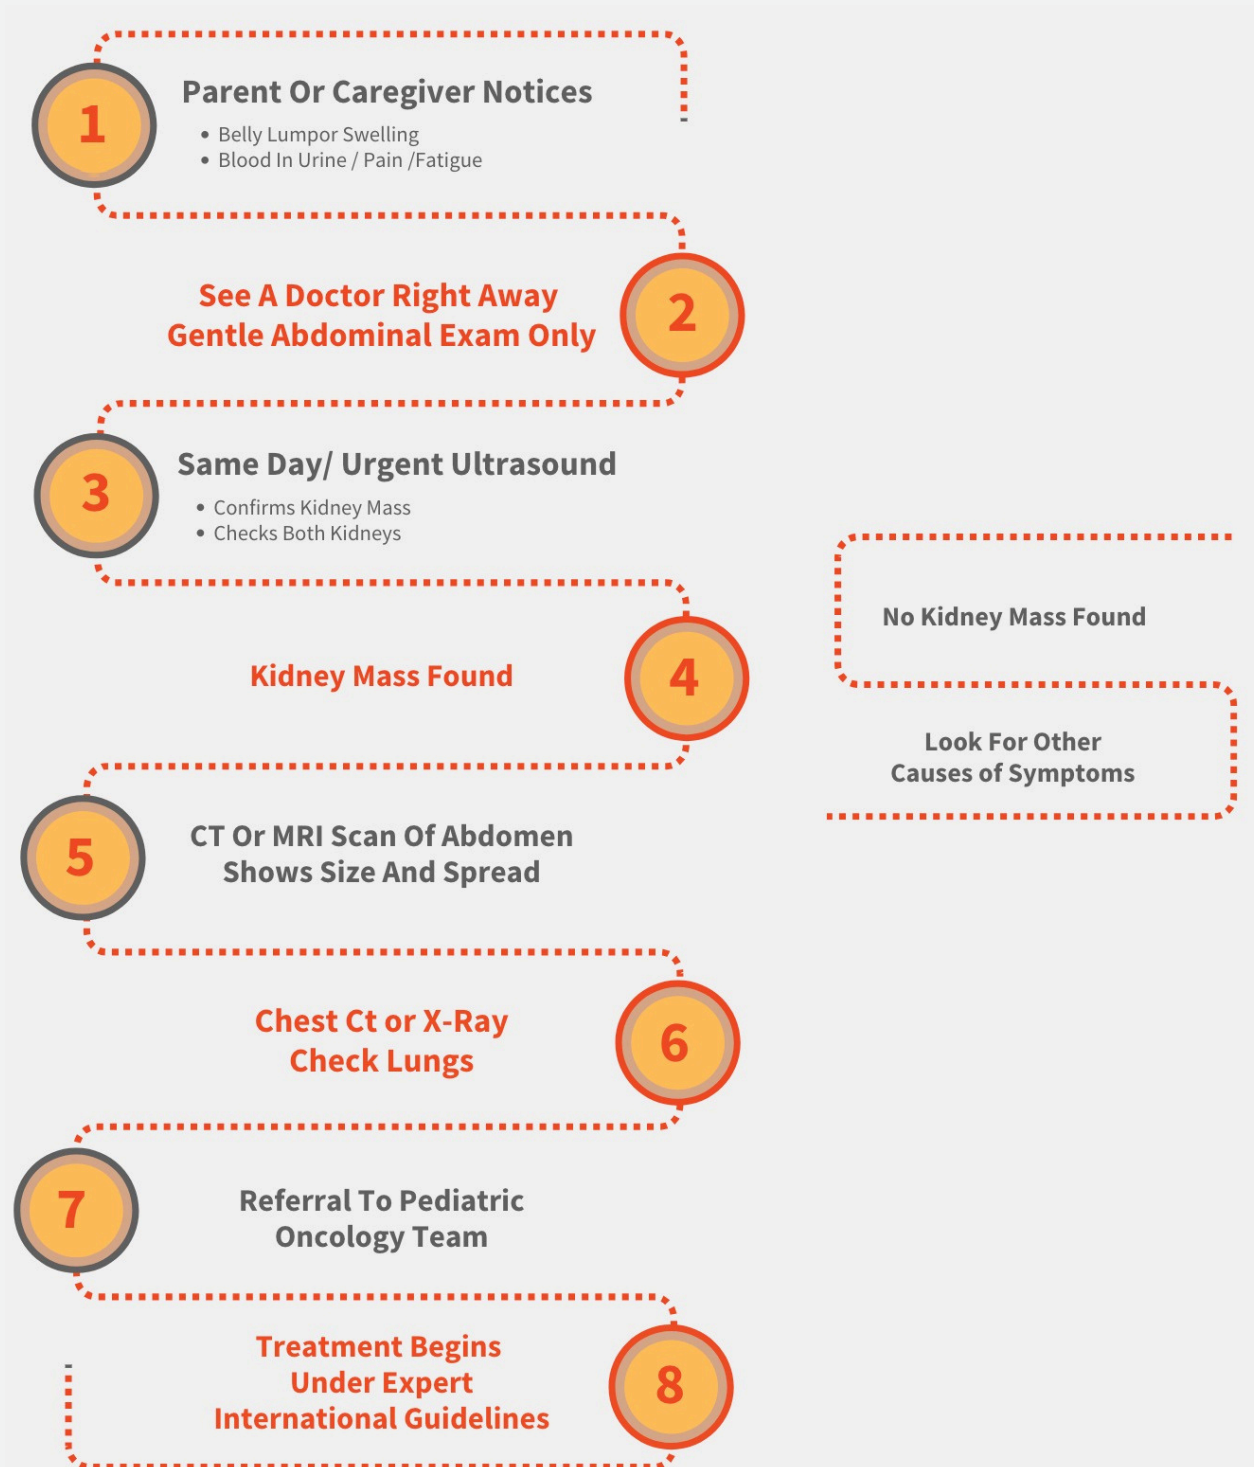 1
Parent Or Caregiver Notices
• Belly Lumpor Swelling
• Blood In Urine / Pain /Fatigue
See A Doctor Right Away
Gentle Abdominal Exam Only
2
3
Same Day/ Urgent Ultrasound
• Confirms Kidney Mass
• Checks Both Kidneys
Kidney Mass Found
4
No Kidney Mass Found
Look For Other
Causes of Symptoms
5
CT Or MRI Scan Of Abdomen
Shows Size And Spread
Chest Ct or X-Ray
Check Lungs
6
7
Referral To Pediatric
Oncology Team
Treatment Begins
Under Expert
International Guidelines
8